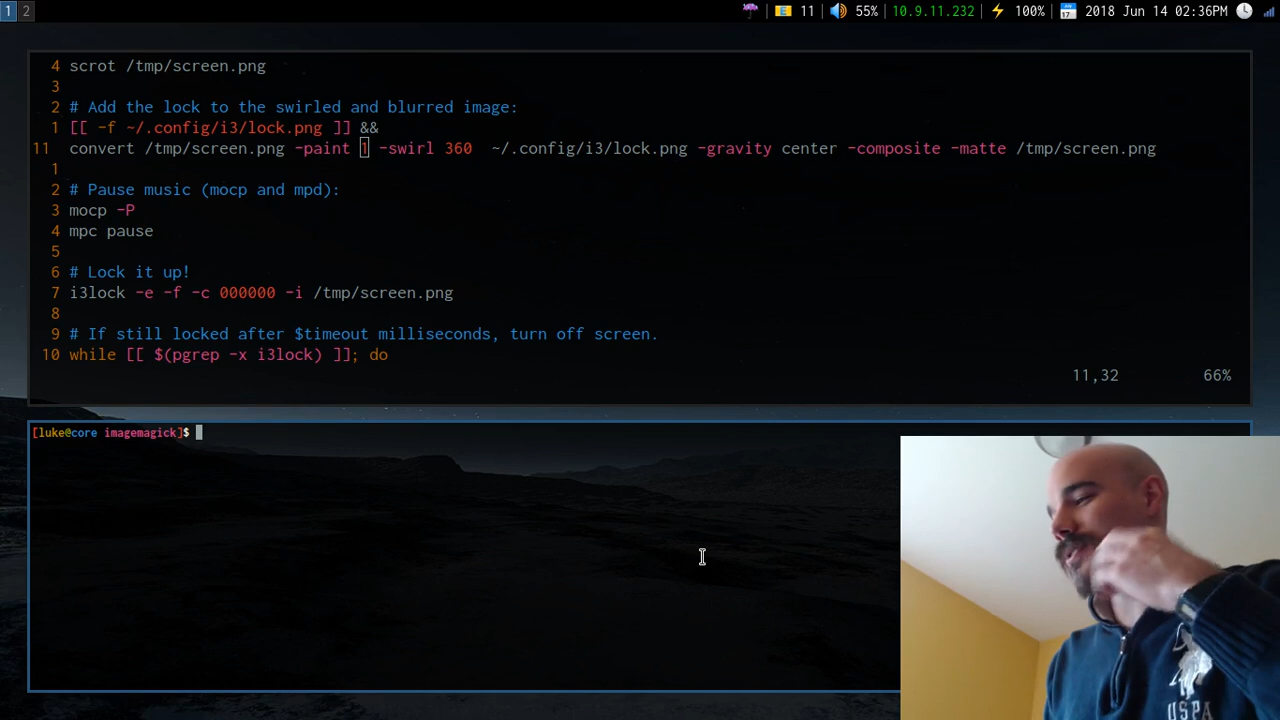 1 2 11 55% 10.9.11.232 100% 2018 Jun 14 02:36PM
4 scrot /tmp/screen.png
3
2 # Add the lock to the swirled and blurred image:
1 [[ -f ~/.config/i3/lock.png ]] &&
11 convert /tmp/screen.png -paint 1 -swirl 360  ~/.config/i3/lock.png -gravity center -composite -matte /tmp/screen.png
1
2 # Pause music (mocp and mpd):
3 mocp -P
4 mpc pause
5
6 # Lock it up!
7 i3lock -e -f -c 000000 -i /tmp/screen.png
8
9 # If still locked after $timeout milliseconds, turn off screen.
10 while [[ $(pgrep -x i3lock) ]]; do
11,32 66%
[luke@core imagemagick]$
USPA